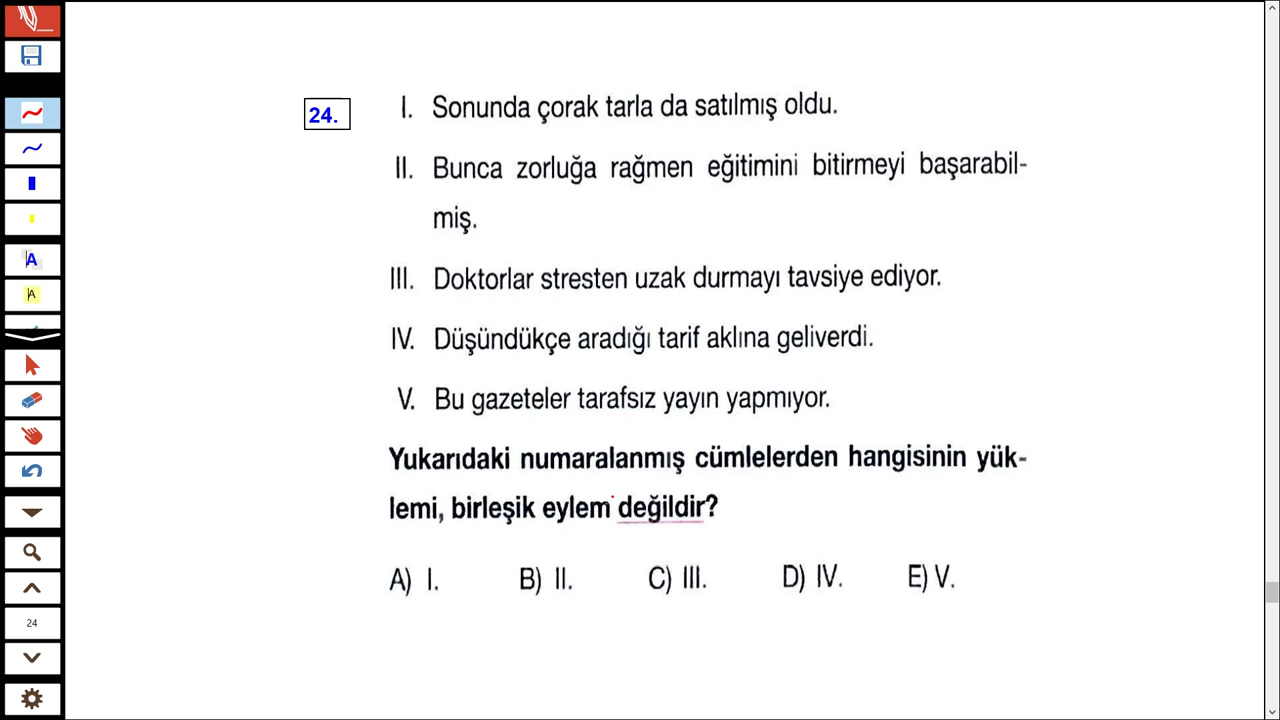 24.
I. Sonunda çorak tarla da satılmış oldu.
II. Bunca zorluğa rağmen eğitimini bitirmeyi başarabil-
miş.
III. Doktorlar stresten uzak durmayı tavsiye ediyor.
IV. Düşündükçe aradığı tarif aklına geliverdi.
V. Bu gazeteler tarafsız yayın yapmıyor.
Yukarıdaki numaralanmış cümlelerden hangisinin yük-
lemi, birleşik eylem değildir?
A) I. B) II. C) III. D) IV. E) V.
A
A
24